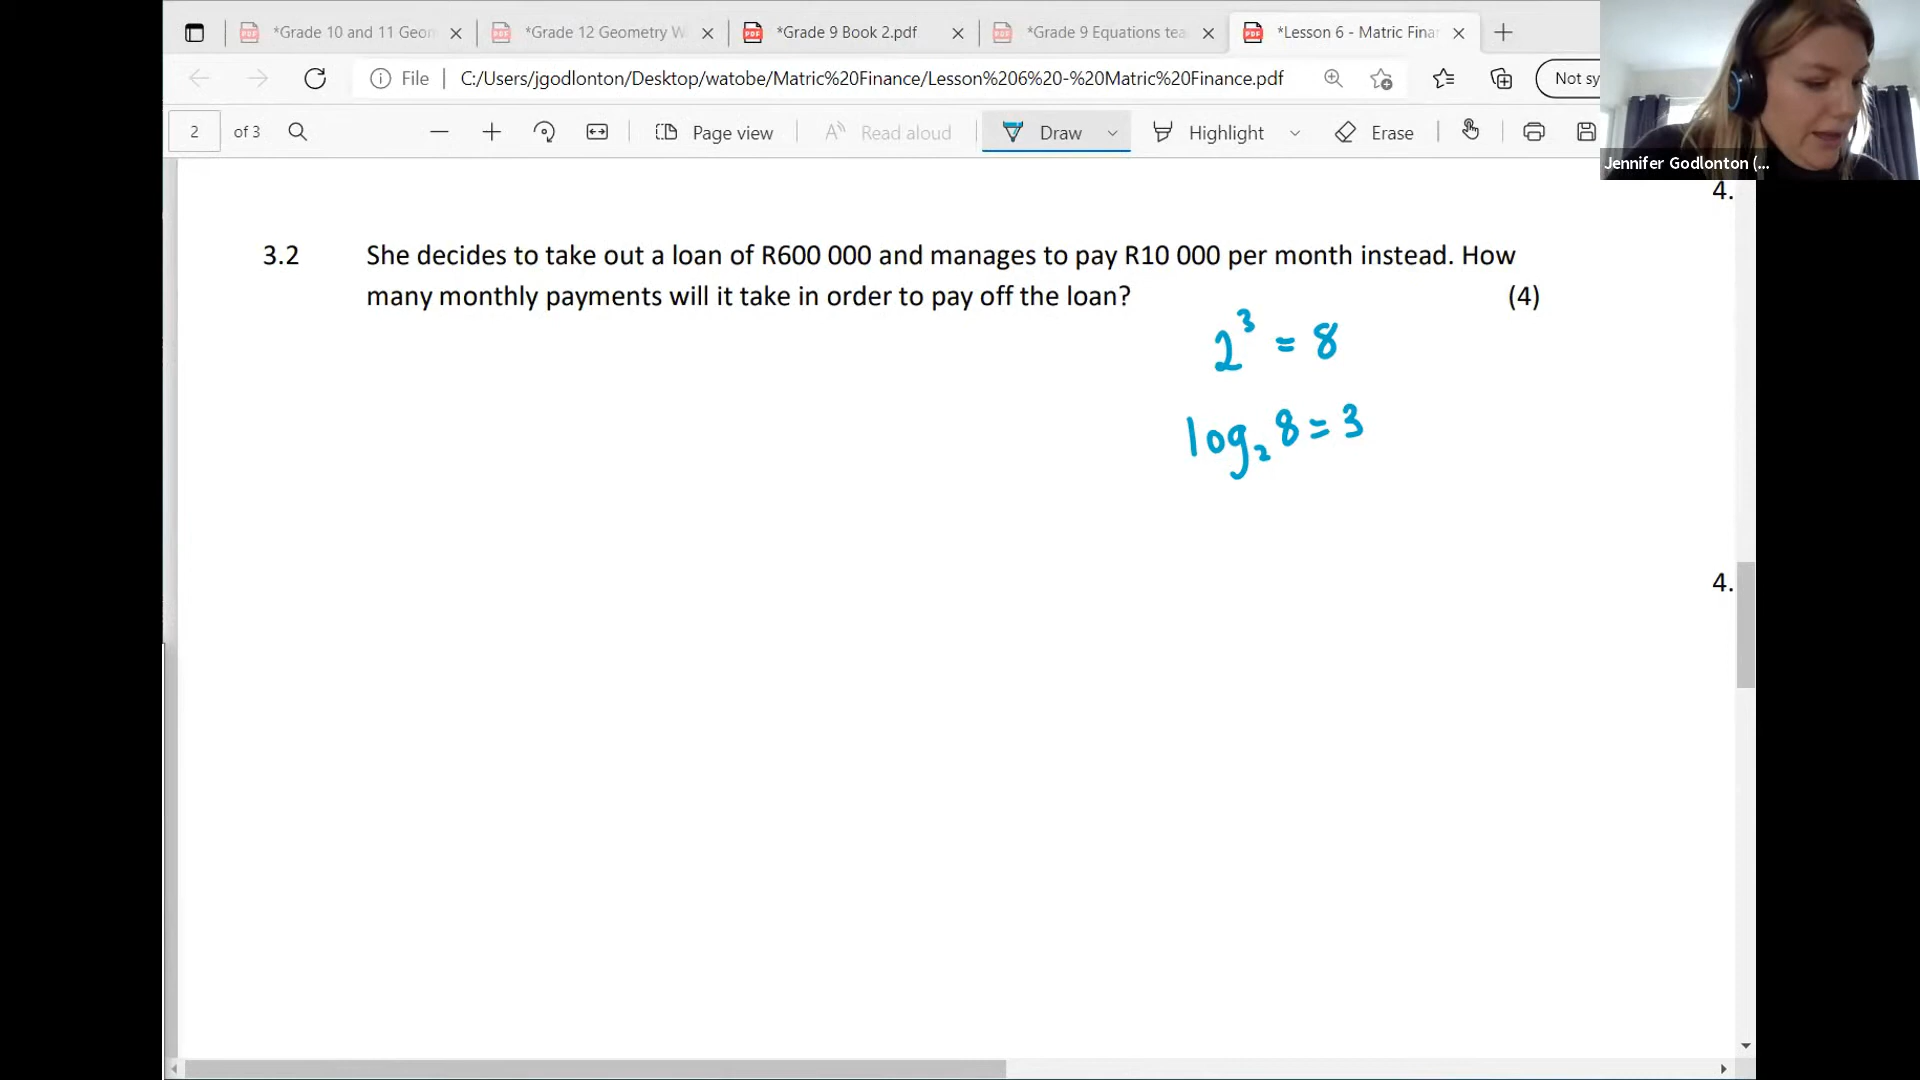 *Grade 10 and 11 Geom
*Grade 12 Geometry W
*Grade 9 Book 2.pdf
*Grade 9 Equations tea
*Lesson 6 - Matric Finan
File
C:/Users/jgodlonton/Desktop/watobe/Matric%20Finance/Lesson%206%20-%20Matric%20Finance.pdf
Not sy
2 of 3
Page view
Read aloud
Draw
Highlight
Erase
Jennifer Godlonton (...
4.
3.2 She decides to take out a loan of R600 000 and manages to pay R10 000 per month instead. How
many monthly payments will it take in order to pay off the loan? (4)
2³ = 8
log₂ 8 = 3
4.